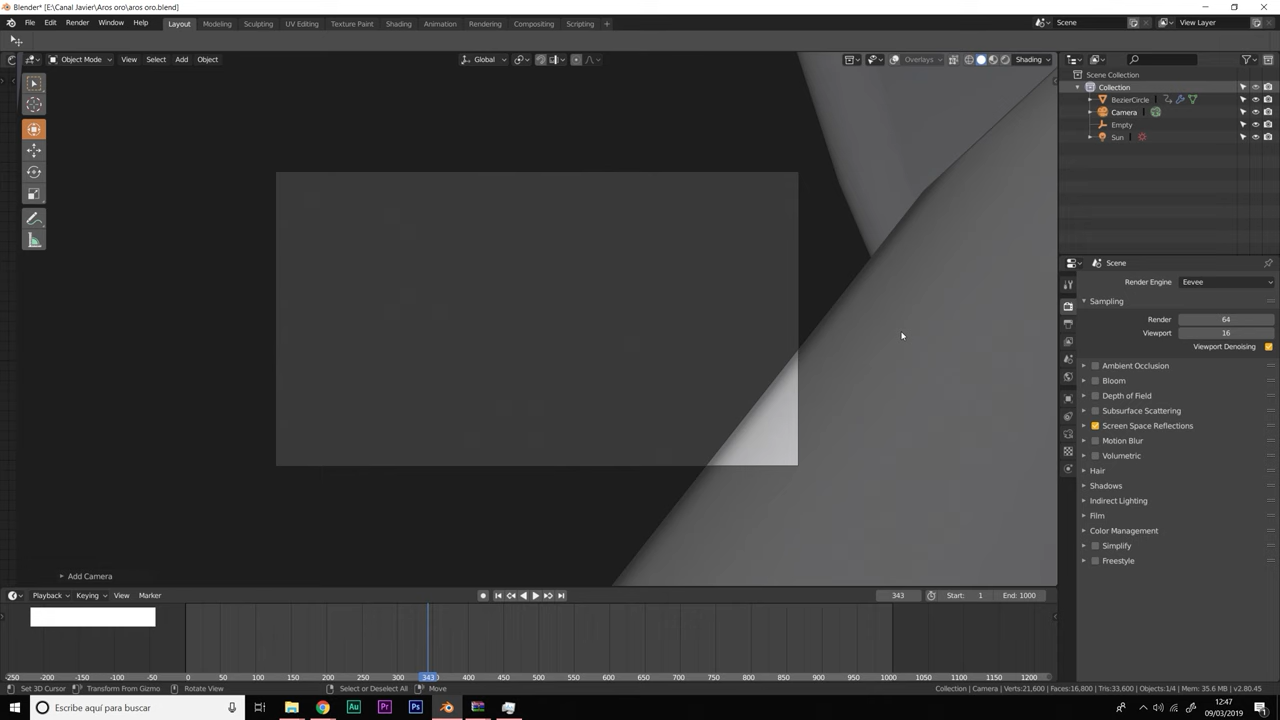 Blender* [E:\Canal Javier\Aros oro\aros oro.blend]
File Edit Render Window Help
Layout Modeling Sculpting UV Editing Texture Paint Shading Animation Rendering Compositing Scripting
Scene
View Layer
Object Mode View Select Add Object
Global
Overlays
Shading
Scene Collection
Collection
BezierCircle
Camera
Empty
Sun
Scene
Render Engine Eevee
Sampling
Render 64
Viewport 16
Viewport Denoising
Ambient Occlusion
Bloom
Depth of Field
Subsurface Scattering
Screen Space Reflections
Motion Blur
Volumetric
Hair
Shadows
Indirect Lighting
Film
Color Management
Simplify
Freestyle
Add Camera
Playback Keying View Marker
343
Start: 1
End: 1000
-250 -200 -150 -100 -50 0 50 100 150 200 250 300 343 400 450 500 550 600 650 700 750 800 850 900 950 1000 1050 1100 1150 1200
Set 3D Cursor Transform From Gizmo Rotate View Select or Deselect All Move
Collection | Camera | Verts:21,600 | Faces:16,800 | Tris:33,600 | Objects:1/4 | Mem: 35.6 MB | v2.80.45
Escribe aquí para buscar
Au Pr Ps
12:47
09/03/2019